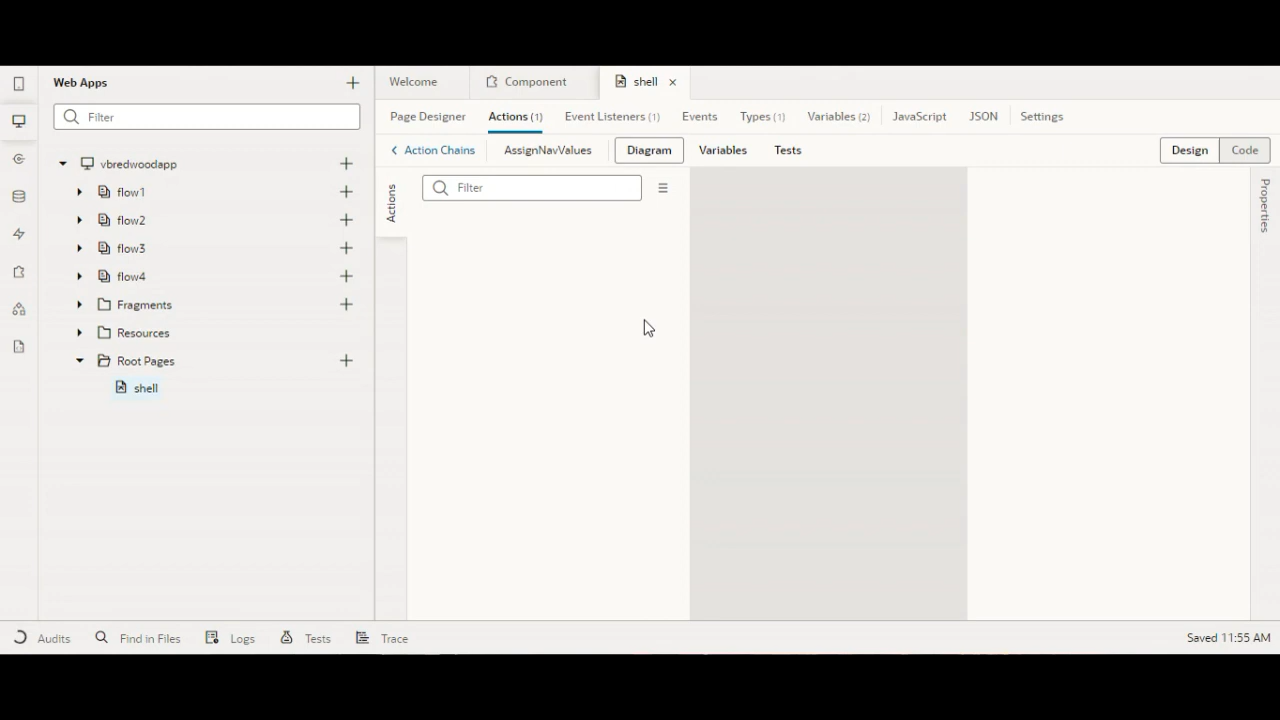 Web Apps
Filter
vbredwoodapp
flow1
flow2
flow3
flow4
Fragments
Resources
Root Pages
shell
Welcome Component shell
Page Designer Actions (1) Event Listeners (1) Events Types (1) Variables (2) JavaScript JSON Settings
Action Chains AssignNavValues Diagram Variables Tests Design Code
Actions
Filter
Properties
Audits Find in Files Logs Tests Trace Saved 11:55 AM